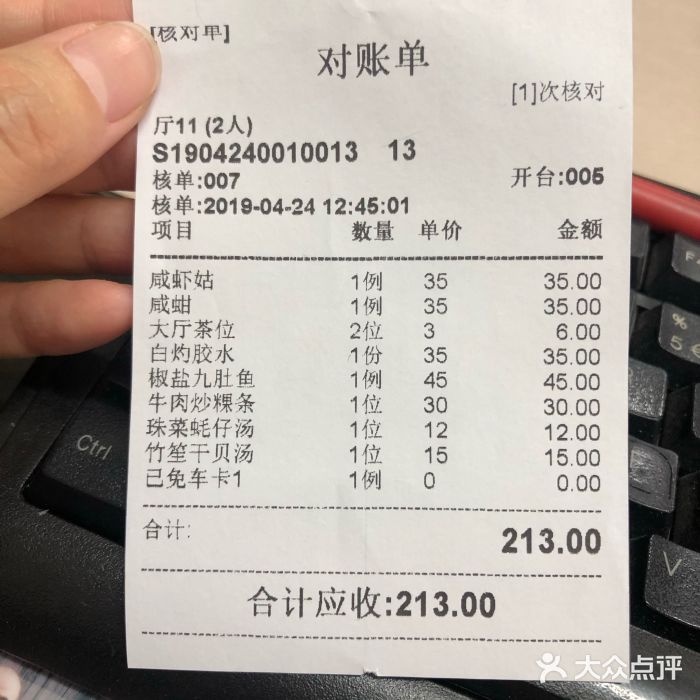 [核对单]
对账单
[1]次核对
厅11 (2人)
S1904240010013 13
核单:007 开台:005
核单:2019-04-24 12:45:01
项目 数量 单价 金额
咸虾姑 1例 35 35.00
咸蚶 1例 35 35.00
大厅茶位 2位 3 6.00
白灼胶水 1份 35 35.00
椒盐九肚鱼 1例 45 45.00
牛肉炒粿条 1位 30 30.00
珠菜蚝仔汤 1位 12 12.00
竹笙干贝汤 1位 15 15.00
已免车卡1 1例 0 0.00
合计: 213.00
合计应收:213.00
Ctrl
%
5 €
V
大众点评